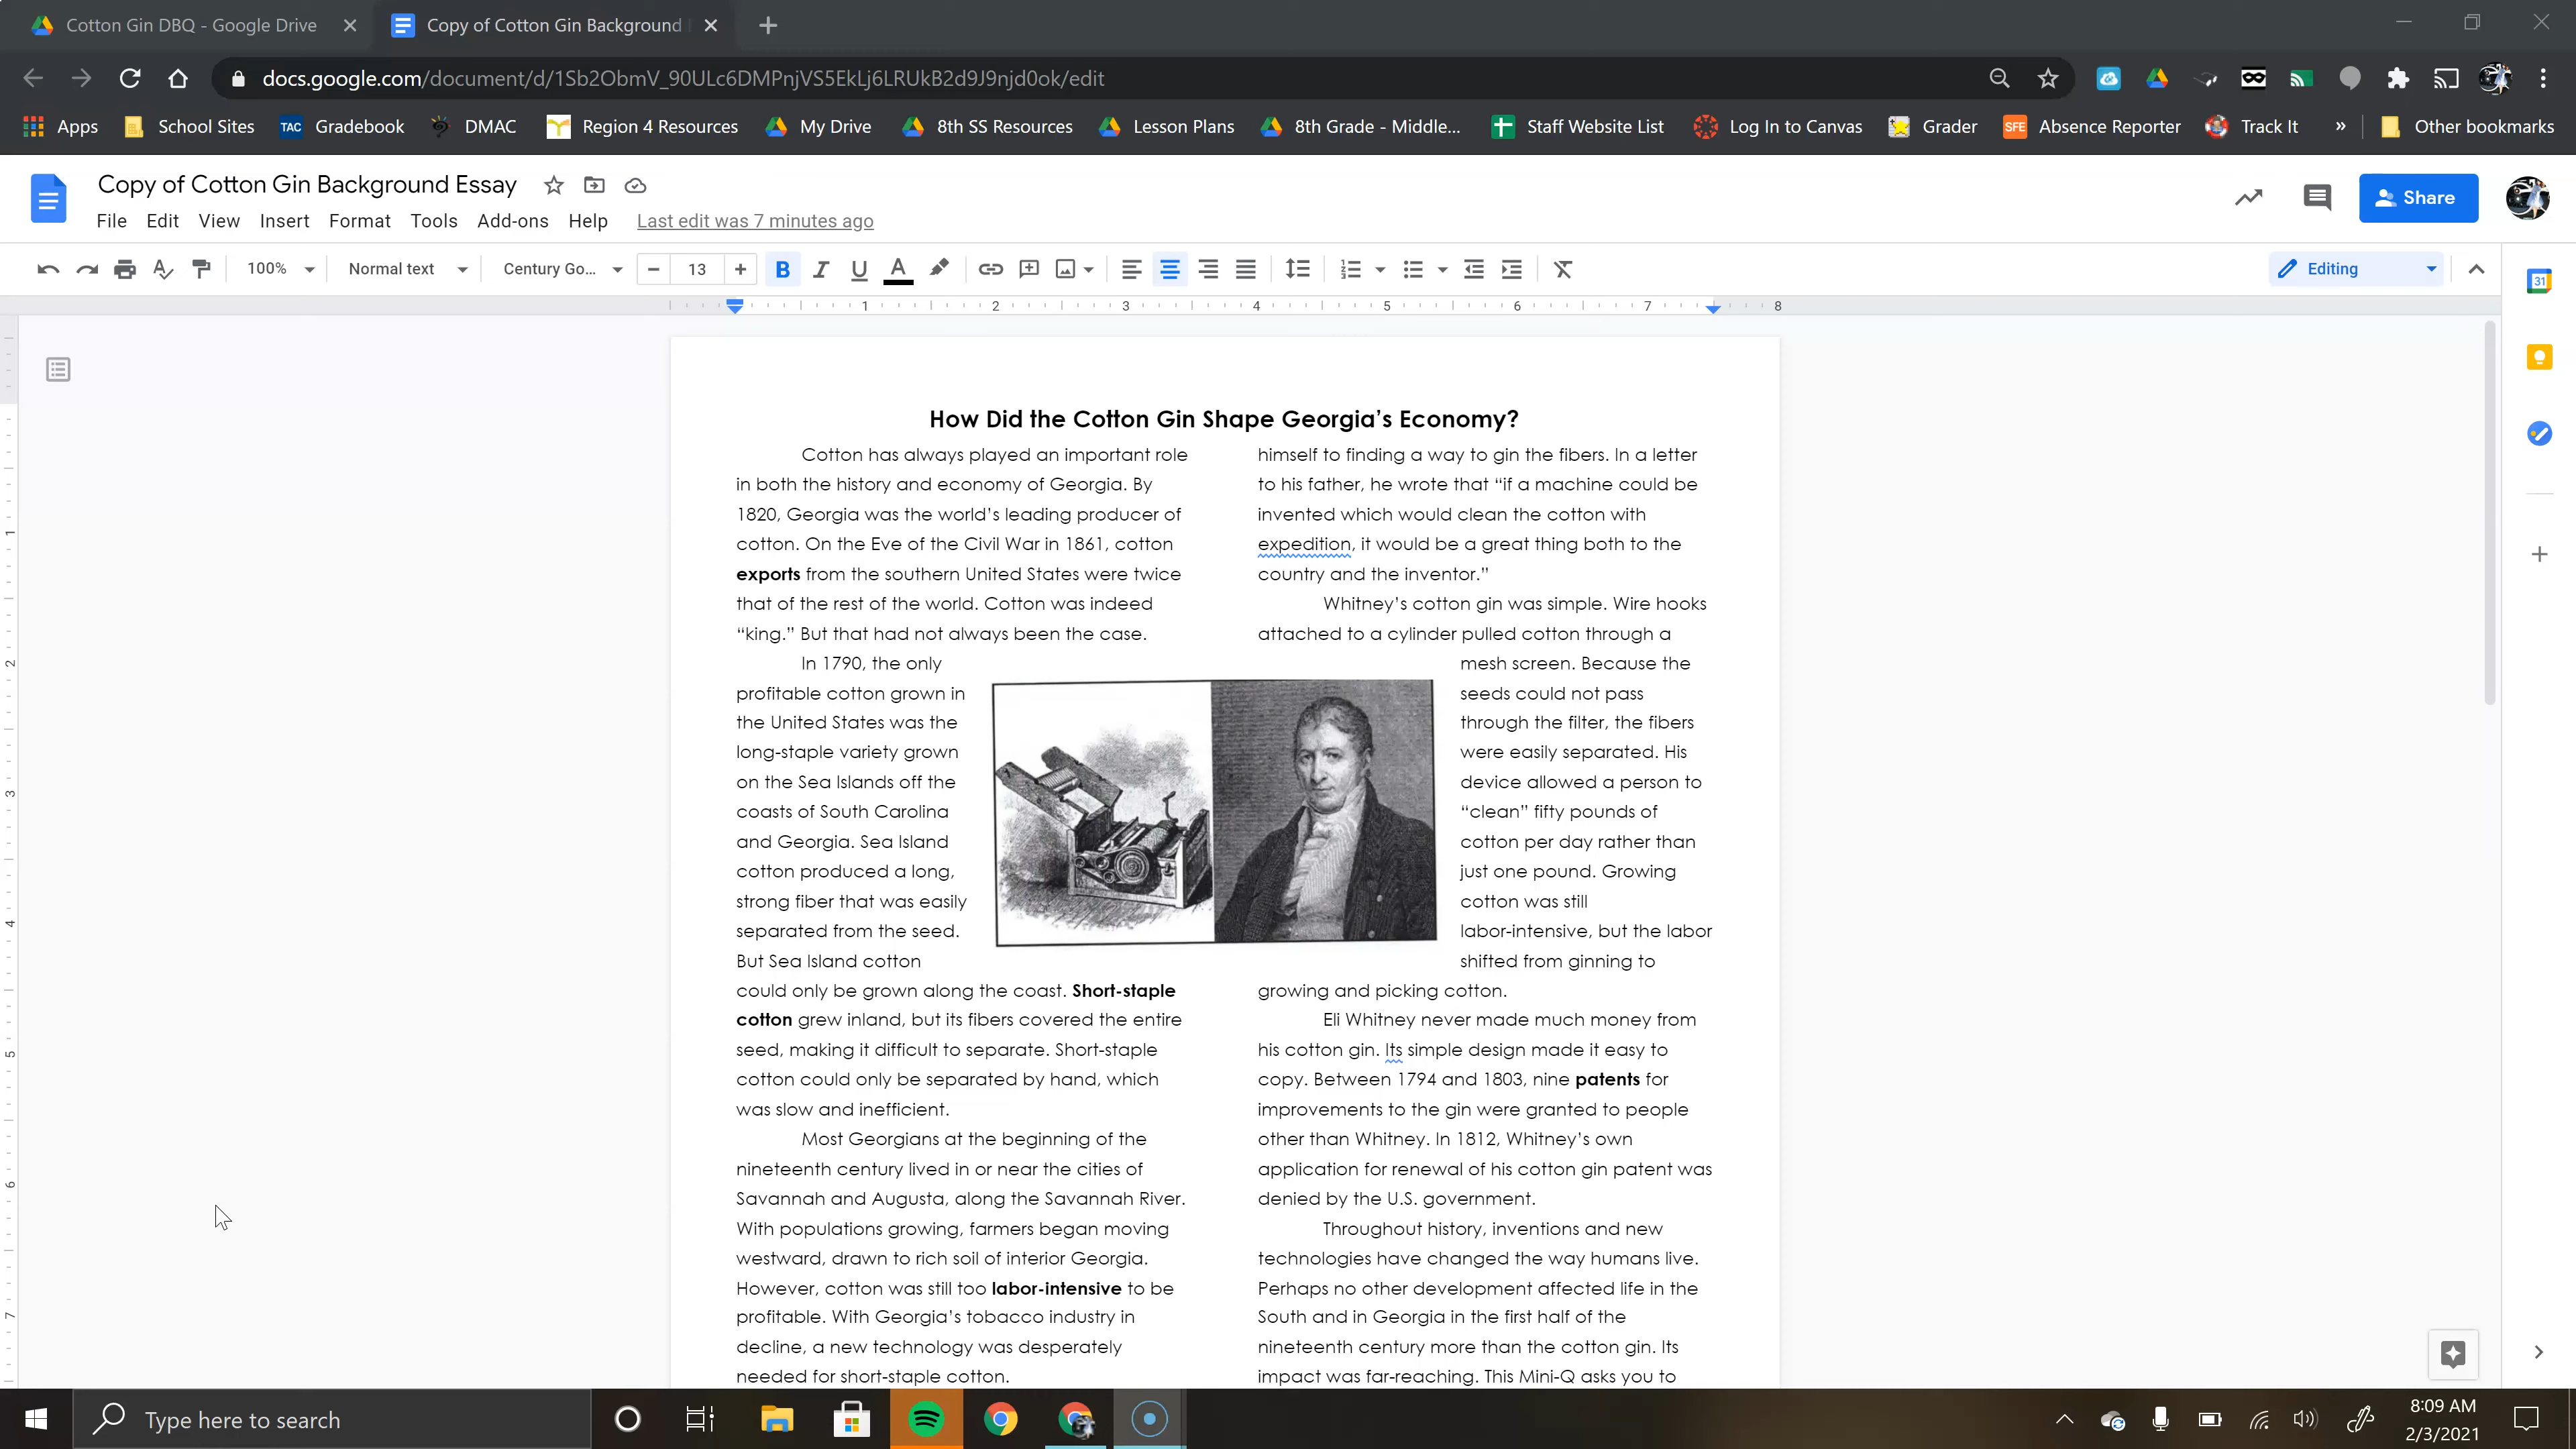 Cotton Gin DBQ - Google Drive
Copy of Cotton Gin Background
docs.google.com/document/d/1Sb2ObmV_90ULc6DMPnjVS5EkLj6LRUkB2d9J9njd0ok/edit
Apps School Sites TAC Gradebook DMAC Region 4 Resources My Drive 8th SS Resources Lesson Plans 8th Grade - Middle... Staff Website List Log In to Canvas Grader SFE Absence Reporter Track It » Other bookmarks
Copy of Cotton Gin Background Essay
Share
File Edit View Insert Format Tools Add-ons Help Last edit was 7 minutes ago
100% Normal text Century Go... 13 B I U A Editing
31
1 2 3 4 5 6 7 8
1
2
3
4
5
6
7
How Did the Cotton Gin Shape Georgia's Economy?
Cotton has always played an important role
in both the history and economy of Georgia. By
1820, Georgia was the world's leading producer of
cotton. On the Eve of the Civil War in 1861, cotton
exports from the southern United States were twice
that of the rest of the world. Cotton was indeed
“king.” But that had not always been the case.
In 1790, the only
profitable cotton grown in
the United States was the
long-staple variety grown
on the Sea Islands off the
coasts of South Carolina
and Georgia. Sea Island
cotton produced a long,
strong fiber that was easily
separated from the seed.
But Sea Island cotton
could only be grown along the coast. Short-staple
cotton grew inland, but its fibers covered the entire
seed, making it difficult to separate. Short-staple
cotton could only be separated by hand, which
was slow and inefficient.
Most Georgians at the beginning of the
nineteenth century lived in or near the cities of
Savannah and Augusta, along the Savannah River.
With populations growing, farmers began moving
westward, drawn to rich soil of interior Georgia.
However, cotton was still too labor-intensive to be
profitable. With Georgia's tobacco industry in
decline, a new technology was desperately
needed for short-staple cotton.
himself to finding a way to gin the fibers. In a letter
to his father, he wrote that “if a machine could be
invented which would clean the cotton with
expedition, it would be a great thing both to the
country and the inventor.”
Whitney's cotton gin was simple. Wire hooks
attached to a cylinder pulled cotton through a
mesh screen. Because the
seeds could not pass
through the filter, the fibers
were easily separated. His
device allowed a person to
“clean” fifty pounds of
cotton per day rather than
just one pound. Growing
cotton was still
labor-intensive, but the labor
shifted from ginning to
growing and picking cotton.
Eli Whitney never made much money from
his cotton gin. Its simple design made it easy to
copy. Between 1794 and 1803, nine patents for
improvements to the gin were granted to people
other than Whitney. In 1812, Whitney's own
application for renewal of his cotton gin patent was
denied by the U.S. government.
Throughout history, inventions and new
technologies have changed the way humans live.
Perhaps no other development affected life in the
South and in Georgia in the first half of the
nineteenth century more than the cotton gin. Its
impact was far-reaching. This Mini-Q asks you to
Type here to search
8:09 AM
2/3/2021